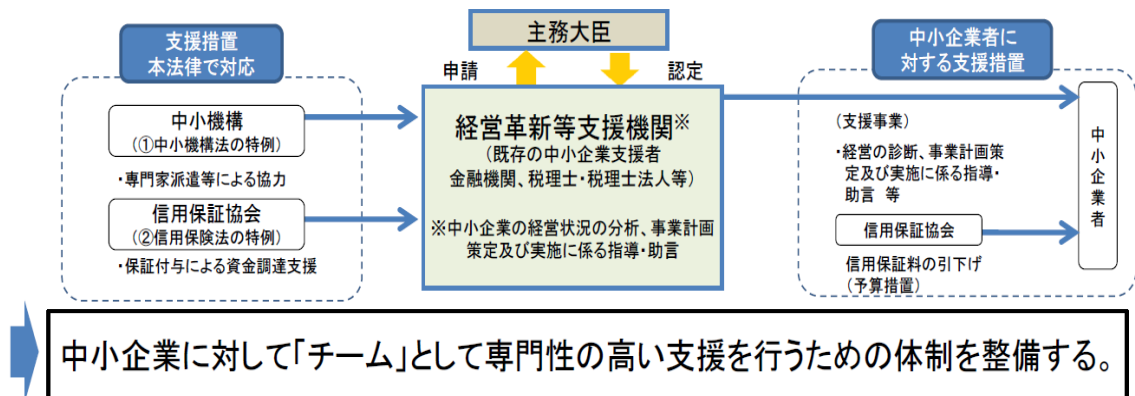 支援措置
本法律で対応
中小機構
(①中小機構法の特例)
・専門家派遣等による協力
信用保証協会
(②信用保険法の特例)
・保証付与による資金調達支援
主務大臣
申請
認定
経営革新等支援機関※
(既存の中小企業支援者
金融機関、税理士・税理士法人等)
※中小企業の経営状況の分析、事業計画
策定及び実施に係る指導・助言
中小企業者に
対する支援措置
(支援事業)
・経営の診断、事業計画策
定及び実施に係る指導・
助言 等
信用保証協会
信用保証料の引下げ
(予算措置)
中小企業者
中小企業に対して「チーム」として専門性の高い支援を行うための体制を整備する。